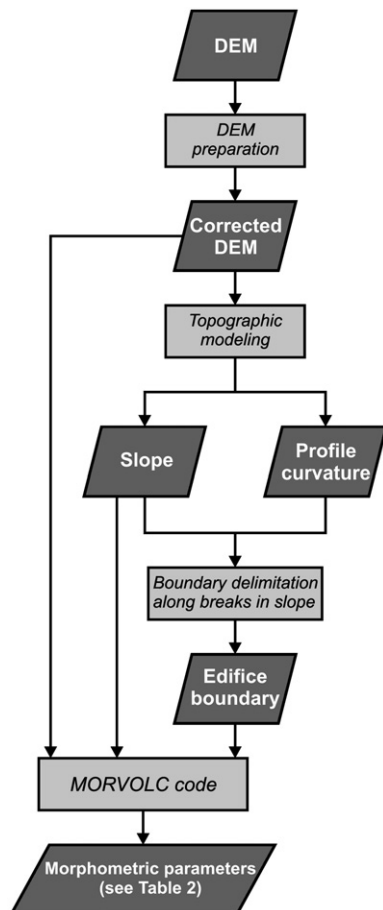 DEM
DEM
preparation
Corrected
DEM
Topographic
modeling
Slope
Profile
curvature
Boundary delimitation
along breaks in slope
Edifice
boundary
MORVOLC code
Morphometric parameters
(see Table 2)